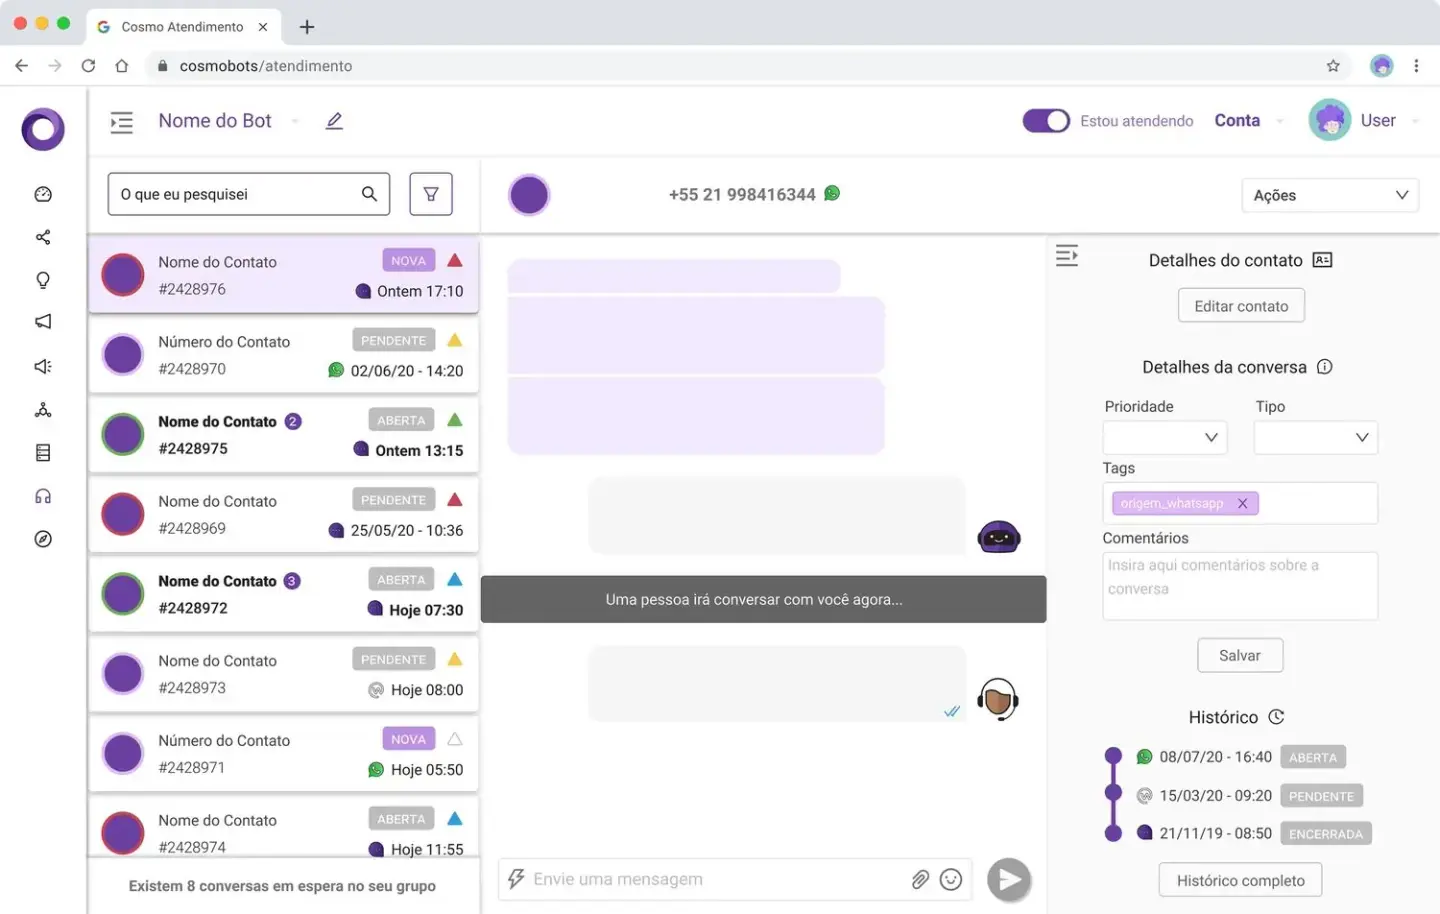 Cosmo Atendimento
cosmobots/atendimento
Nome do Bot
Estou atendendo
Conta
User
O que eu pesquisei
+55 21 998416344
Ações
Nome do Contato
NOVA
#2428976
Ontem 17:10
Número do Contato
PENDENTE
#2428970
02/06/20 - 14:20
Nome do Contato 2
ABERTA
#2428975
Ontem 13:15
Nome do Contato
PENDENTE
#2428969
25/05/20 - 10:36
Nome do Contato 3
ABERTA
#2428972
Hoje 07:30
Nome do Contato
PENDENTE
#2428973
Hoje 08:00
Número do Contato
NOVA
#2428971
Hoje 05:50
Nome do Contato
ABERTA
#2428974
Hoje 11:55
Existem 8 conversas em espera no seu grupo
Uma pessoa irá conversar com você agora...
Envie uma mensagem
Detalhes do contato
Editar contato
Detalhes da conversa
Prioridade
Tipo
Tags
origem_whatsapp X
Comentários
Insira aqui comentários sobre a
conversa
Salvar
Histórico
08/07/20 - 16:40 ABERTA
15/03/20 - 09:20 PENDENTE
21/11/19 - 08:50 ENCERRADA
Histórico completo